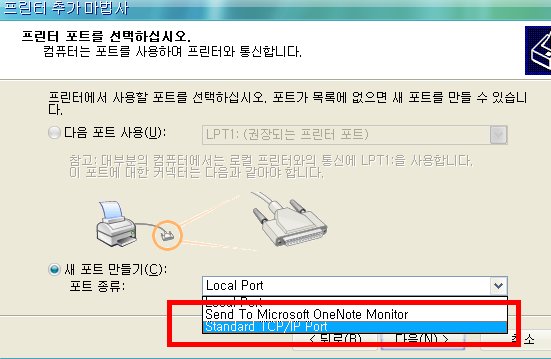 프린터 추가 마법사
프린터 포트를 선택하십시오.
컴퓨터는 포트를 사용하여 프린터와 통신합니다.
프린터에서 사용할 포트를 선택하십시오. 포트가 목록에 없으면 새 포트를 만들 수 있습니
다.
다음 포트 사용(U):
LPT1: (권장되는 프린터 포트)
참고: 대부분의 컴퓨터에서는 로컬 프린터와의 통신에 LPT1:을 사용합니다.
이 포트에 대한 커넥터는 다음과 같아야 합니다.
새 포트 만들기(C):
포트 종류:
Local Port
Local Port
Send To Microsoft OneNote Monitor
Standard TCP/IP Port
< 뒤로(B)
다음(N) >
취소